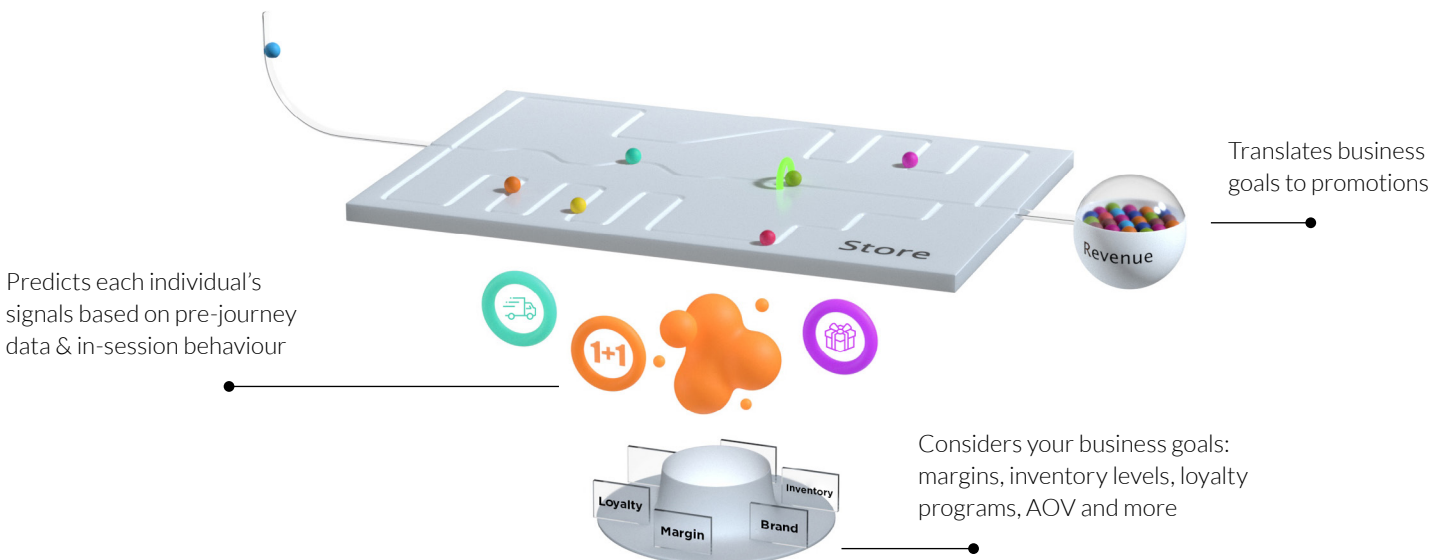 Translates business
goals to promotions
Store
Revenue
Predicts each individual's
signals based on pre-journey
data & in-session behaviour
1+1
Considers your business goals:
margins, inventory levels, loyalty
programs, AOV and more
Inventory
Loyalty
Margin
Brand